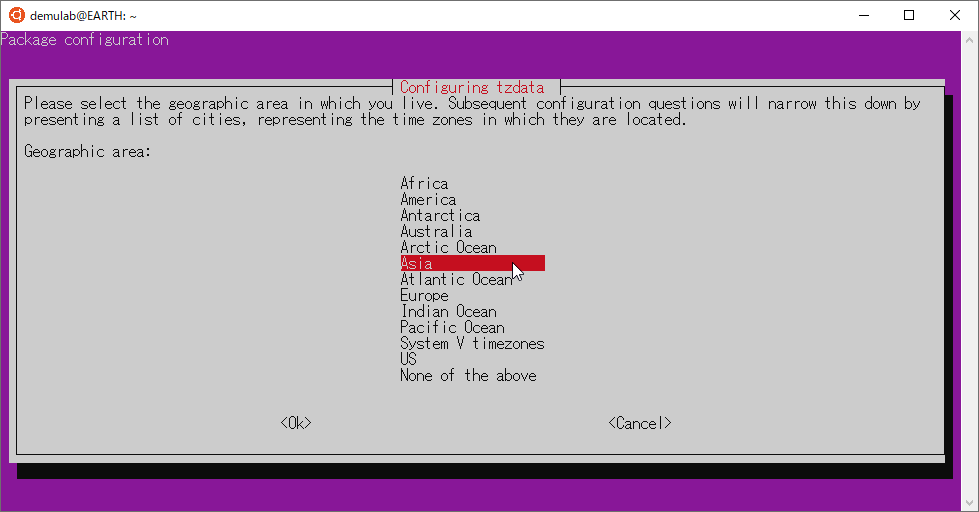 demulab@EARTH: ~
Package configuration
Configuring tzdata
Please select the geographic area in which you live. Subsequent configuration questions will narrow this down by
presenting a list of cities, representing the time zones in which they are located.
Geographic area:
Africa
America
Antarctica
Australia
Arctic Ocean
Asia
Atlantic Ocean
Europe
Indian Ocean
Pacific Ocean
System V timezones
US
None of the above
<Ok> <Cancel>